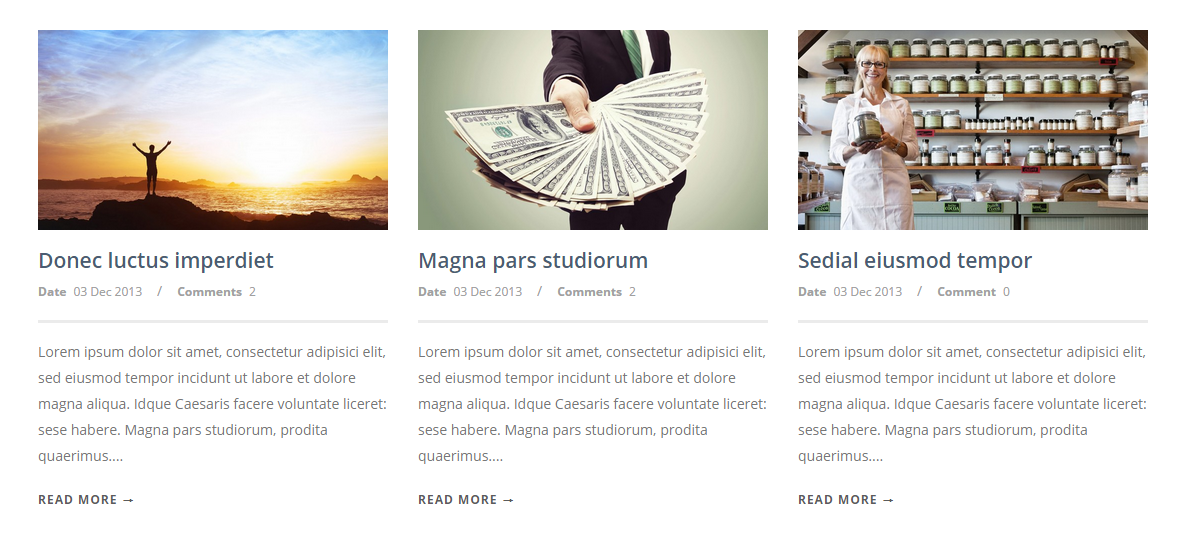 Donec luctus imperdiet
Date 03 Dec 2013 / Comments 2
Lorem ipsum dolor sit amet, consectetur adipisici elit,
sed eiusmod tempor incidunt ut labore et dolore
magna aliqua. Idque Caesaris facere voluntate liceret:
sese habere. Magna pars studiorum, prodita
quaerimus....
READ MORE →
Magna pars studiorum
Date 03 Dec 2013 / Comments 2
Lorem ipsum dolor sit amet, consectetur adipisici elit,
sed eiusmod tempor incidunt ut labore et dolore
magna aliqua. Idque Caesaris facere voluntate liceret:
sese habere. Magna pars studiorum, prodita
quaerimus....
READ MORE →
Sedial eiusmod tempor
Date 03 Dec 2013 / Comment 0
Lorem ipsum dolor sit amet, consectetur adipisici elit,
sed eiusmod tempor incidunt ut labore et dolore
magna aliqua. Idque Caesaris facere voluntate liceret:
sese habere. Magna pars studiorum, prodita
quaerimus....
READ MORE →